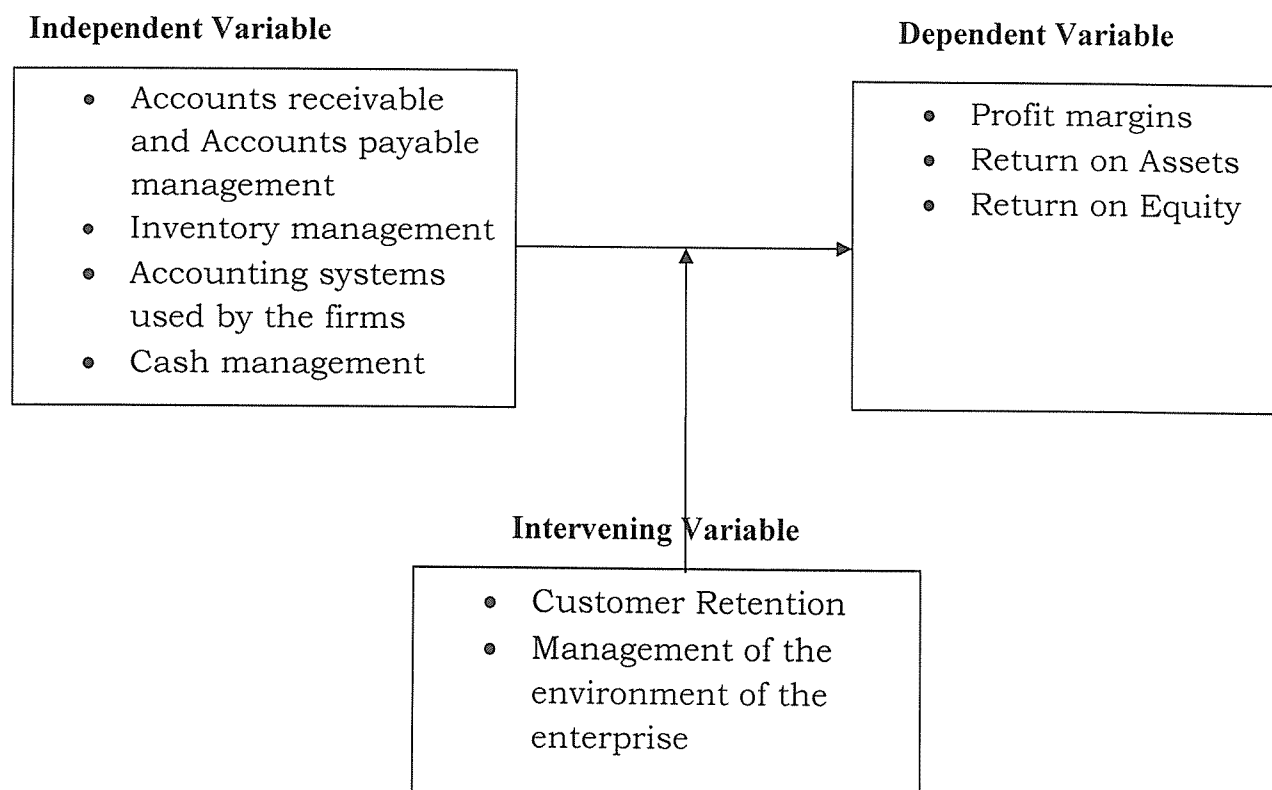 Independent Variable
• Accounts receivable
and Accounts payable
management
• Inventory management
• Accounting systems
used by the firms
• Cash management
Dependent Variable
• Profit margins
• Return on Assets
• Return on Equity
Intervening Variable
• Customer Retention
• Management of the
environment of the
enterprise